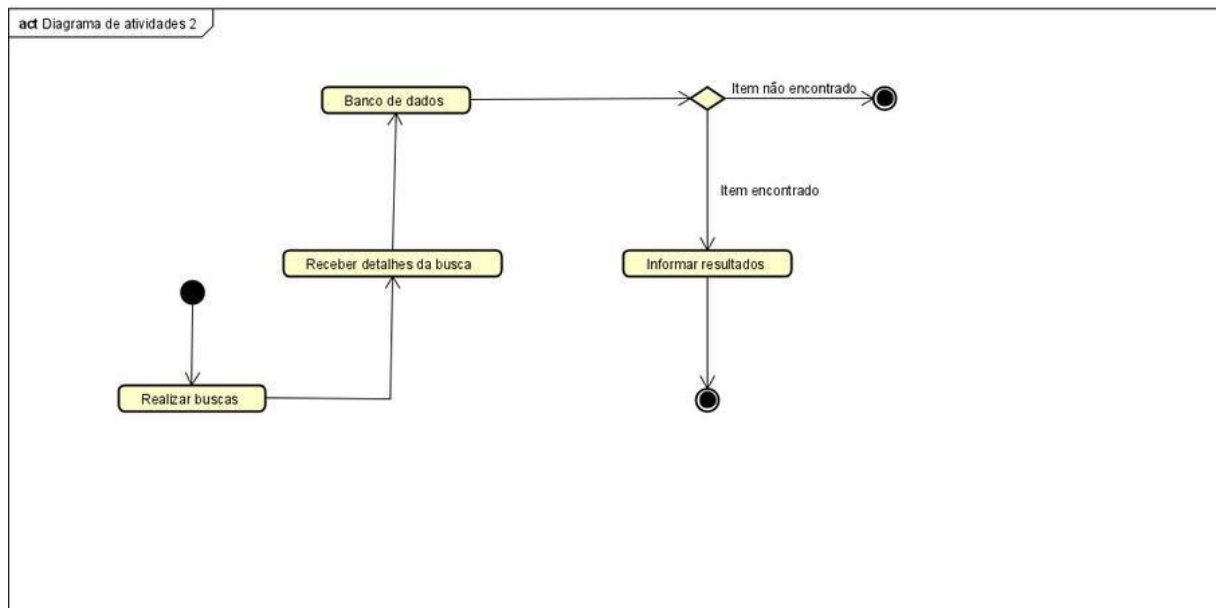 act Diagrama de atividades 2
Banco de dados
Item não encontrado
Item encontrado
Receber detalhes da busca
Informar resultados
Realizar buscas